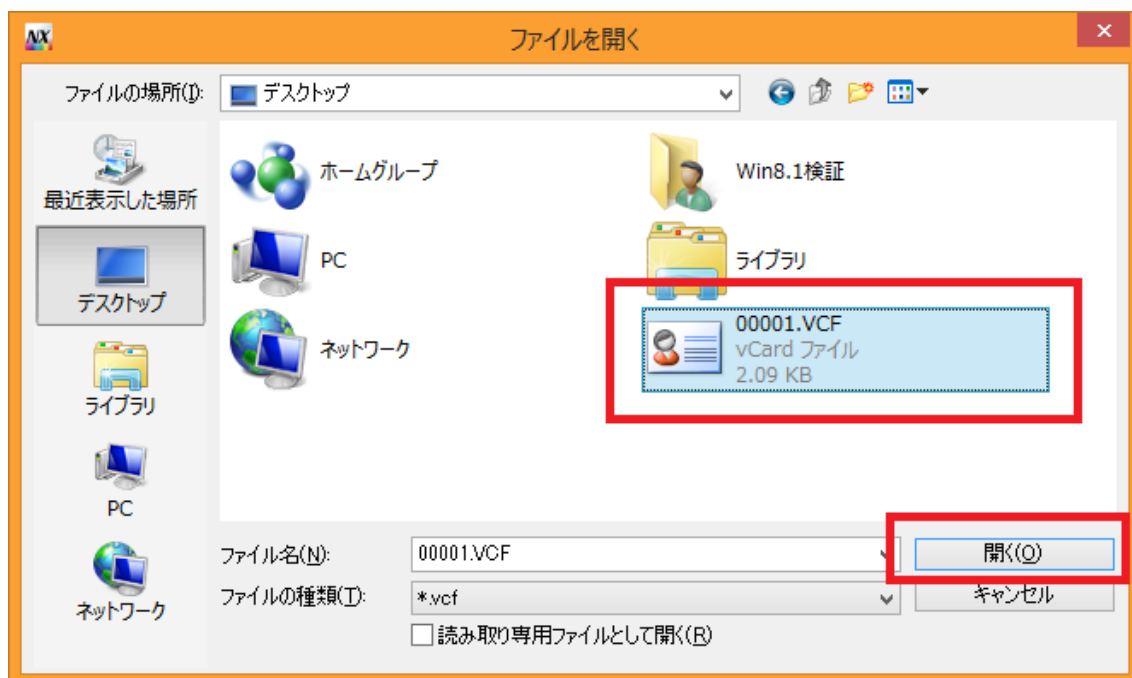 NX
ファイルを開く
ファイルの場所(I):
デスクトップ
最近表示した場所
デスクトップ
ライブラリ
PC
ネットワーク
ホームグループ
Win8.1検証
PC
ライブラリ
ネットワーク
00001.VCF
vCard ファイル
2.09 KB
ファイル名(N):
00001.VCF
開く(O)
ファイルの種類(T):
*.vcf
キャンセル
読み取り専用ファイルとして開く(R)